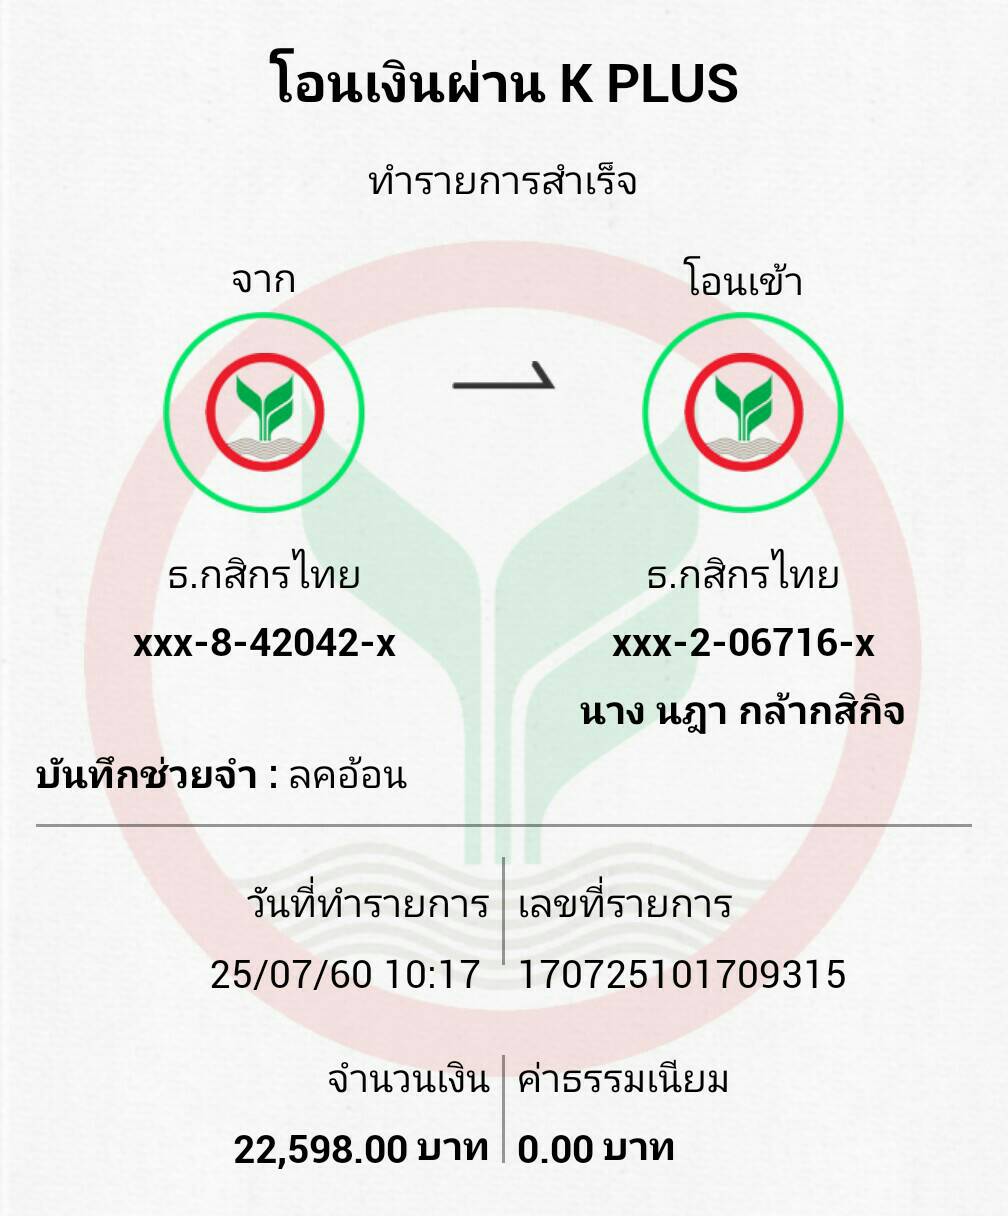 โอนเงินผ่าน K PLUS
ทำรายการสำเร็จ
จาก
โอนเข้า
ธ.กสิกรไทย
xxx-8-42042-x
ธ.กสิกรไทย
xxx-2-06716-x
นาง นฎา กล้ากสิกิจ
บันทึกช่วยจำ : ลคอ้อน
วันที่ทำรายการ
25/07/60 10:17
เลขที่รายการ
170725101709315
จำนวนเงิน
22,598.00 บาท
ค่าธรรมเนียม
0.00 บาท